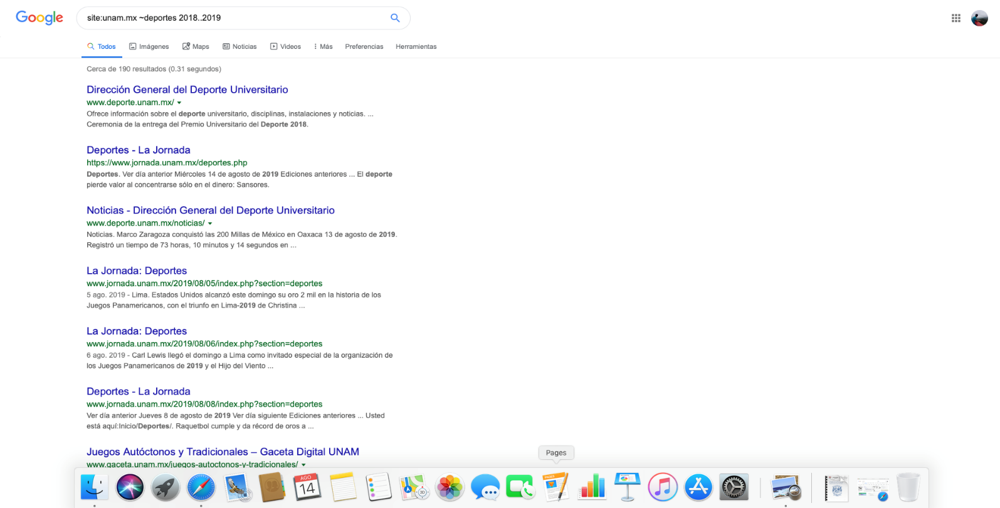 Google
site:unam.mx ~deportes 2018..2019
Todos Imágenes Maps Noticias Videos Más Preferencias Herramientas
Cerca de 190 resultados (0.31 segundos)
Dirección General del Deporte Universitario
www.deporte.unam.mx/
Ofrece información sobre el deporte universitario, disciplinas, instalaciones y noticias. ...
Ceremonia de la entrega del Premio Universitario del Deporte 2018.
Deportes - La Jornada
https://www.jornada.unam.mx/deportes.php
Deportes. Ver día anterior Miércoles 14 de agosto de 2019 Ediciones anteriores ... El deporte
pierde valor al concentrarse sólo en el dinero: Sansores.
Noticias - Dirección General del Deporte Universitario
www.deporte.unam.mx/noticias/
Noticias. Marco Zaragoza conquistó las 200 Millas de México en Oaxaca 13 de agosto de 2019.
Registró un tiempo de 73 horas, 10 minutos y 14 segundos en ...
La Jornada: Deportes
www.jornada.unam.mx/2019/08/05/index.php?section=deportes
5 ago. 2019 - Lima. Estados Unidos alcanzó este domingo su oro 2 mil en la historia de los
Juegos Panamericanos, con el triunfo en Lima-2019 de Christina ...
La Jornada: Deportes
www.jornada.unam.mx/2019/08/06/index.php?section=deportes
6 ago. 2019 - Carl Lewis llegó el domingo a Lima como invitado especial de la organización de
los Juegos Panamericanos de 2019 y el Hijo del Viento ...
Deportes - La Jornada
www.jornada.unam.mx/2019/08/08/index.php?section=deportes
Ver día anterior Jueves 8 de agosto de 2019 Ver día siguiente Ediciones anteriores ... Usted
está aquí:Inicio/Deportes/. Raquetbol cumple y da récord de oros a ...
Juegos Autóctonos y Tradicionales – Gaceta Digital UNAM
www.gaceta.unam.mx/juegos-autoctonos-y-tradicionales/
Pages
AGO
14
3D
PAGES